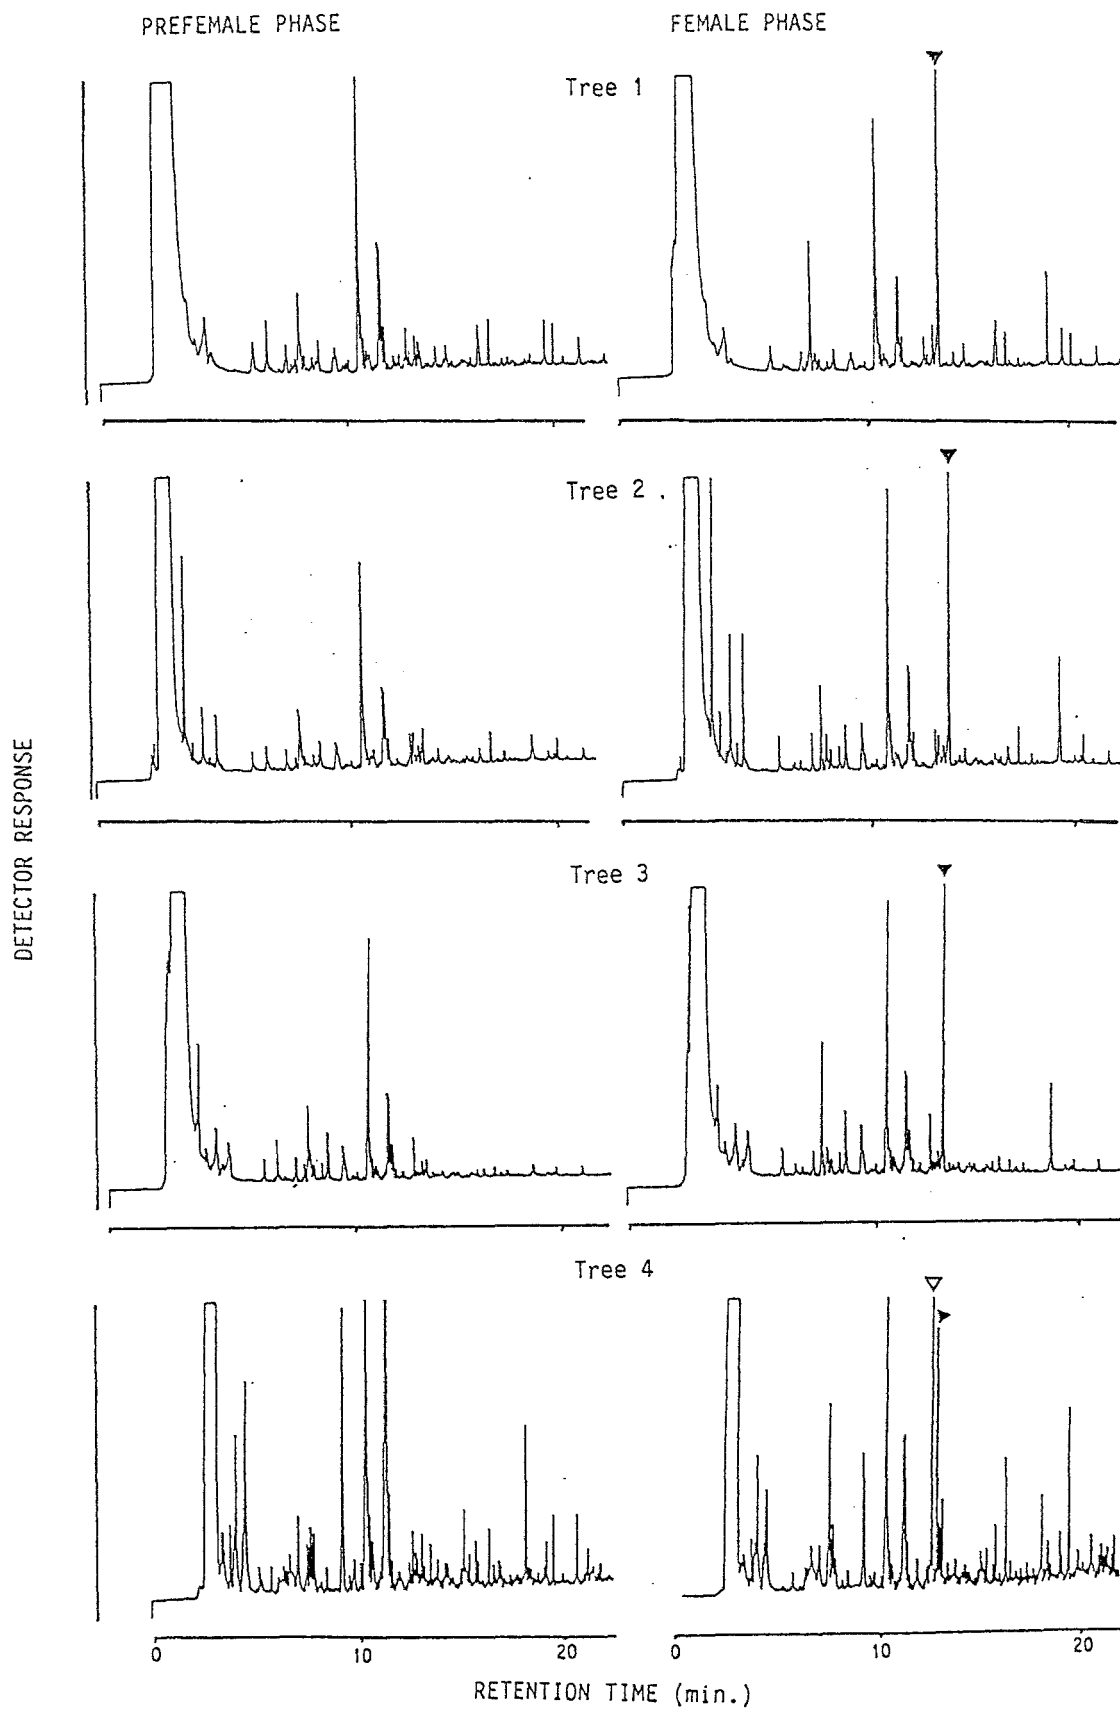 PREFEMALE PHASE
FEMALE PHASE
Tree 1
Tree 2
Tree 3
Tree 4
DETECTOR RESPONSE
0 10 20 0 10 20
RETENTION TIME (min.)